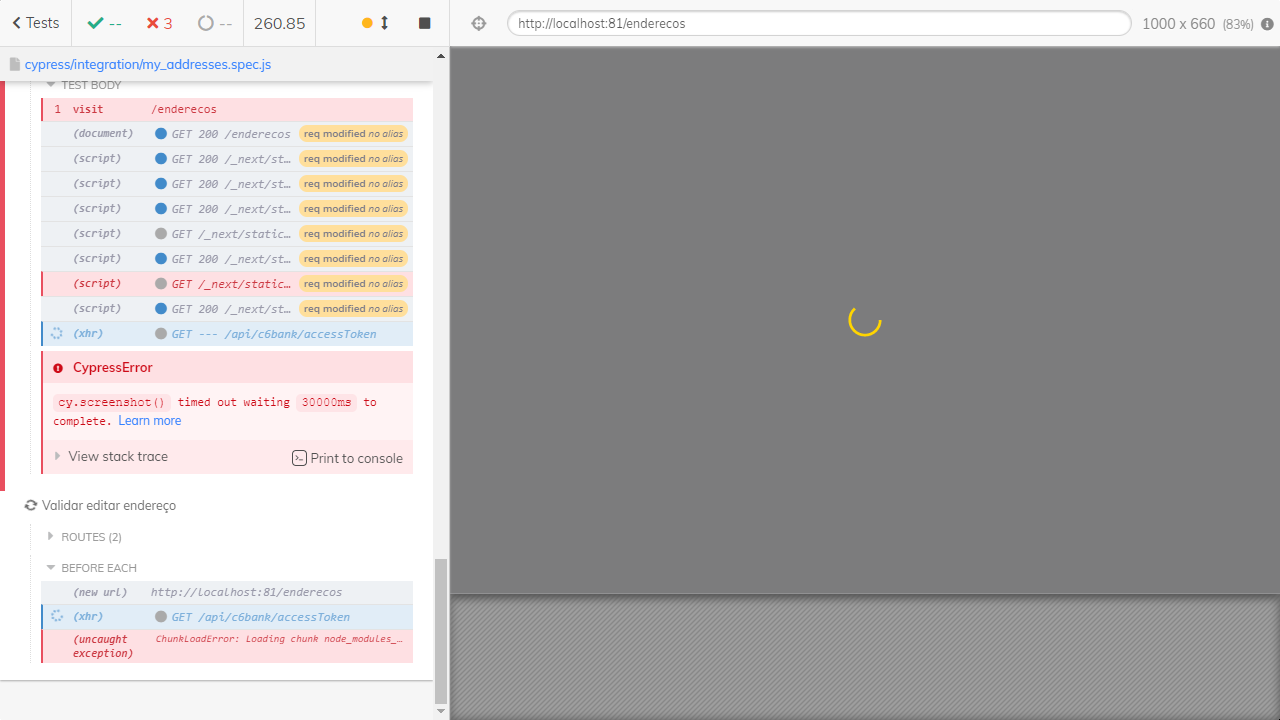 Tests
--
3
--
260.85
http://localhost:81/enderecos
1000 x 660 (83%)
cypress/integration/my_addresses.spec.js
TEST BODY
1 visit /enderecos
(document) GET 200 /enderecos req modified no alias
(script) GET 200 /_next/st… req modified no alias
(script) GET 200 /_next/st… req modified no alias
(script) GET 200 /_next/st… req modified no alias
(script) GET /_next/static… req modified no alias
(script) GET 200 /_next/st… req modified no alias
(script) GET /_next/static… req modified no alias
(script) GET 200 /_next/st… req modified no alias
(xhr) GET --- /api/c6bank/accessToken
CypressError
cy.screenshot() timed out waiting 30000ms to
complete. Learn more
View stack trace
Print to console
Validar editar endereço
ROUTES (2)
BEFORE EACH
(new url) http://localhost:81/enderecos
(xhr) GET /api/c6bank/accessToken
(uncaught ChunkLoadError: Loading chunk node_modules_…
exception)